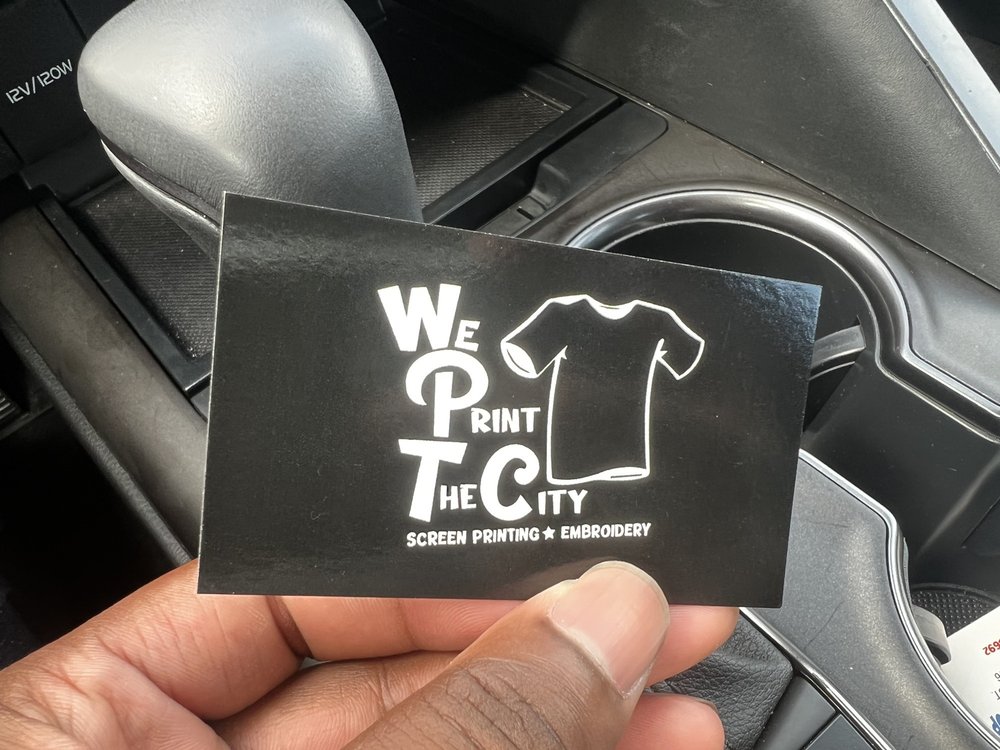 12V/120W
WE
PRINT
THE CITY
SCREEN PRINTING★EMBROIDERY